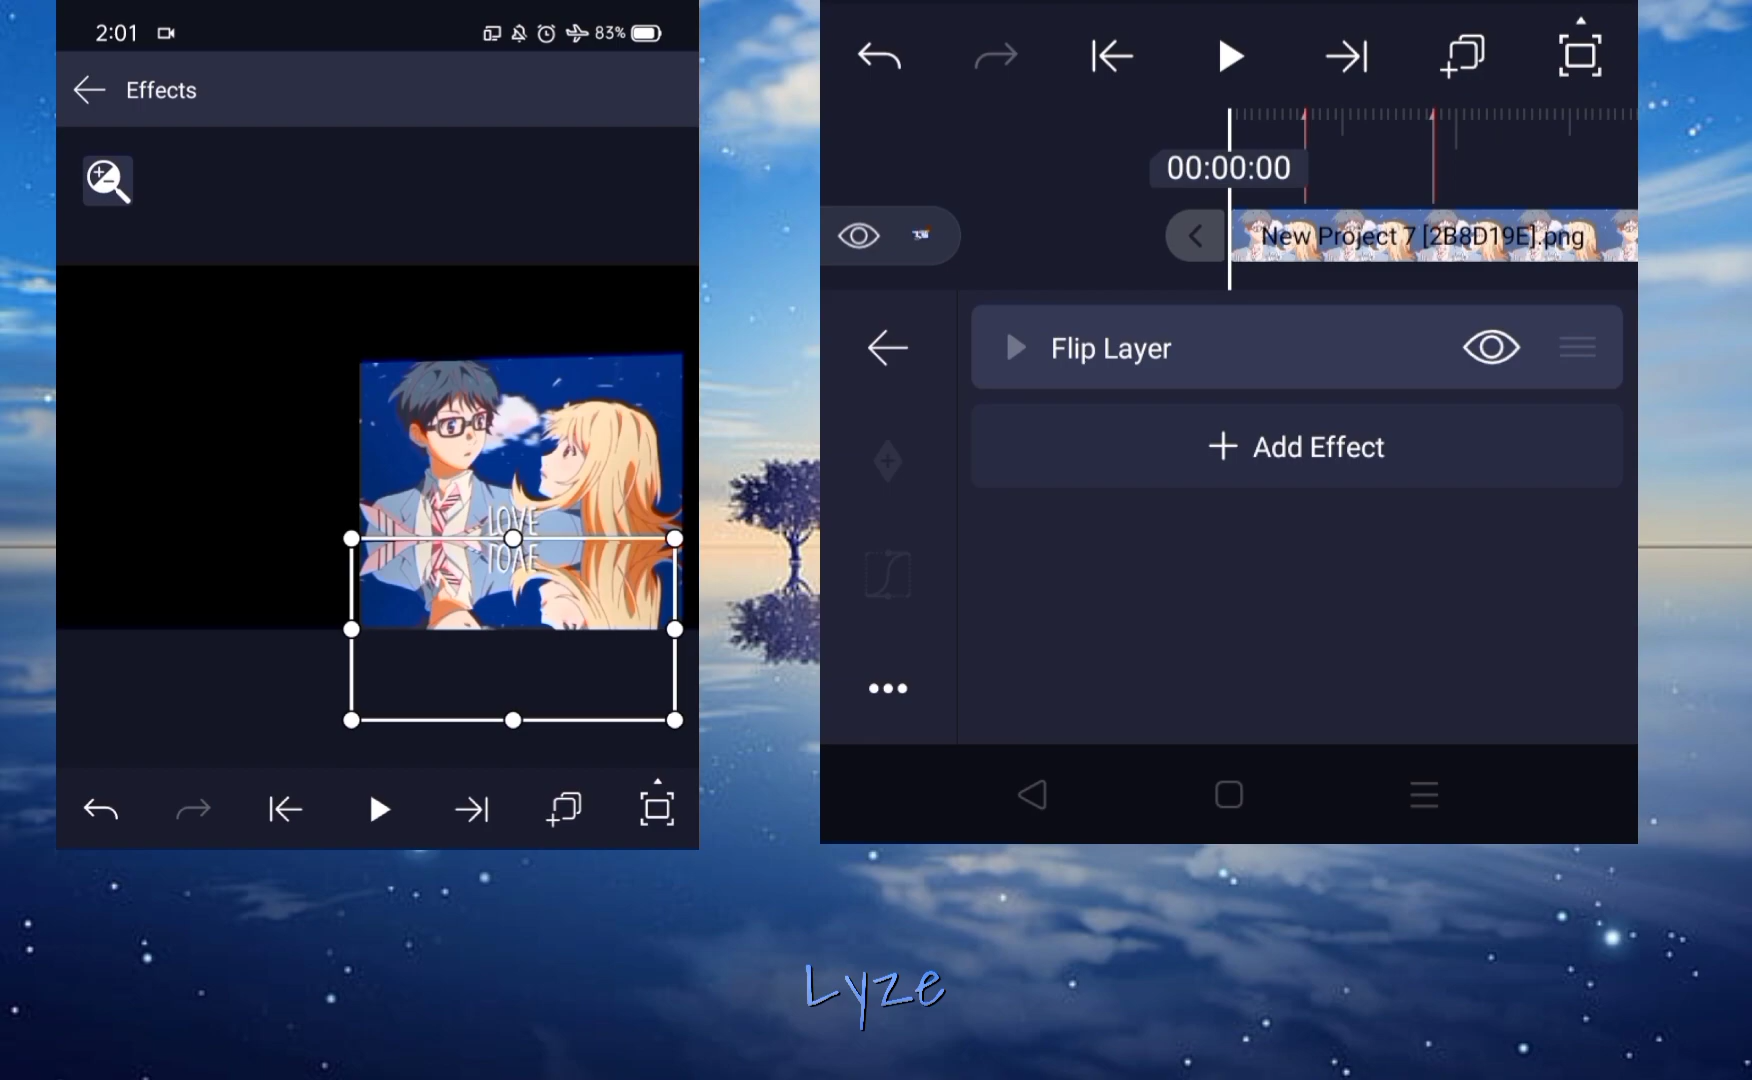 2:01
83%
Effects
LOVE
LOVE
00:00:00
New Project 7 [2B8D19E].png
Flip Layer
Add Effect
Lyze